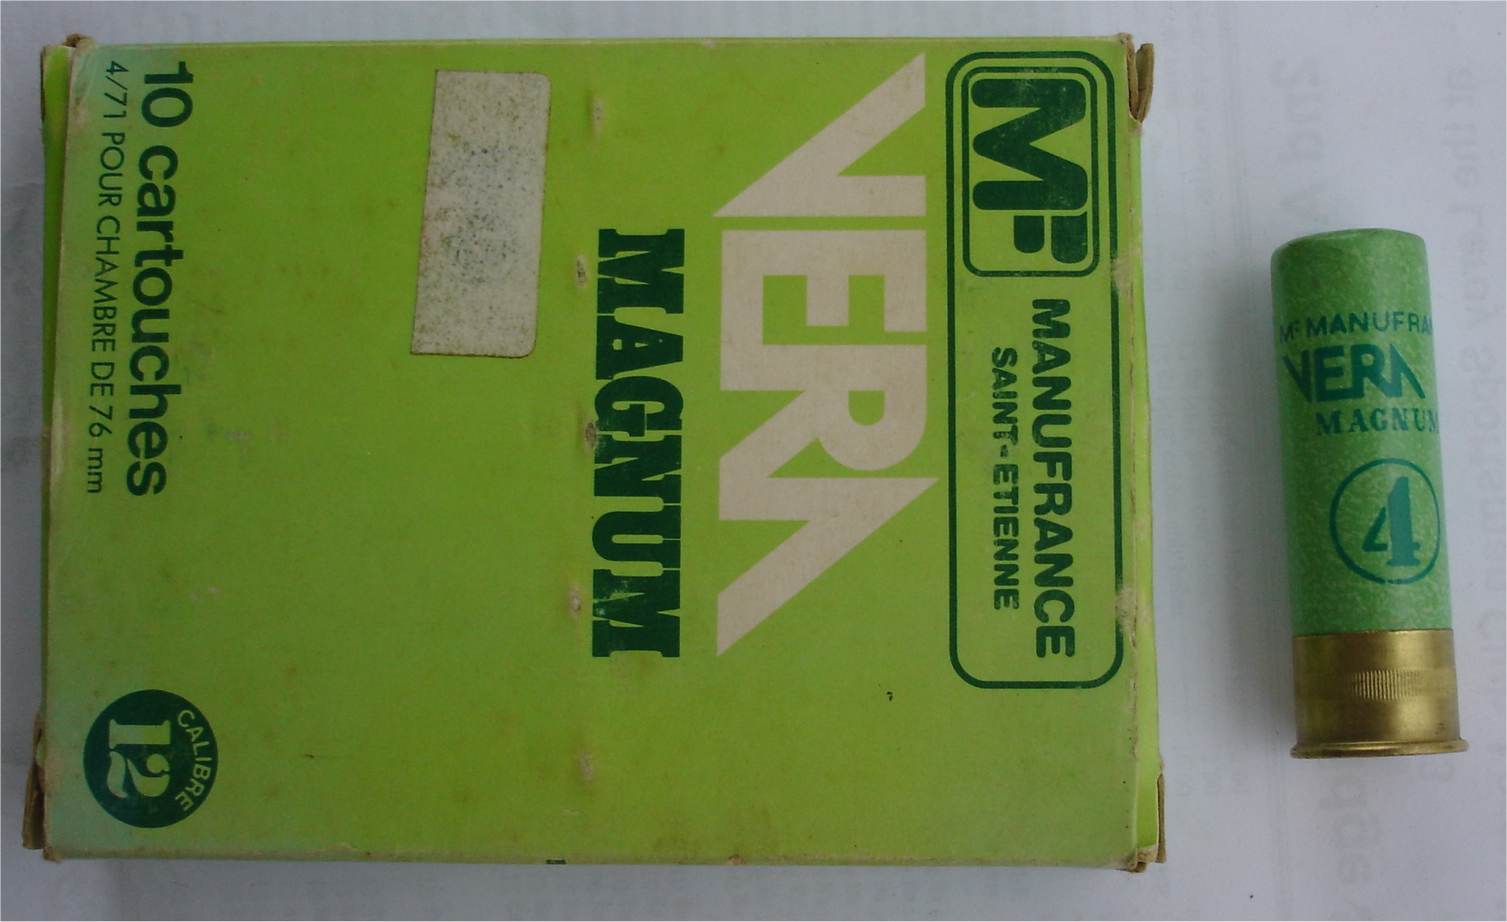 MF
MANUFRANCE
SAINT-ETIENNE
VERA
MAGNUM
10 cartouches
4/71 POUR CHAMBRE DE 76 mm
CALIBRE
12
MF MANUFRAN
VERA
MAGNUM
4